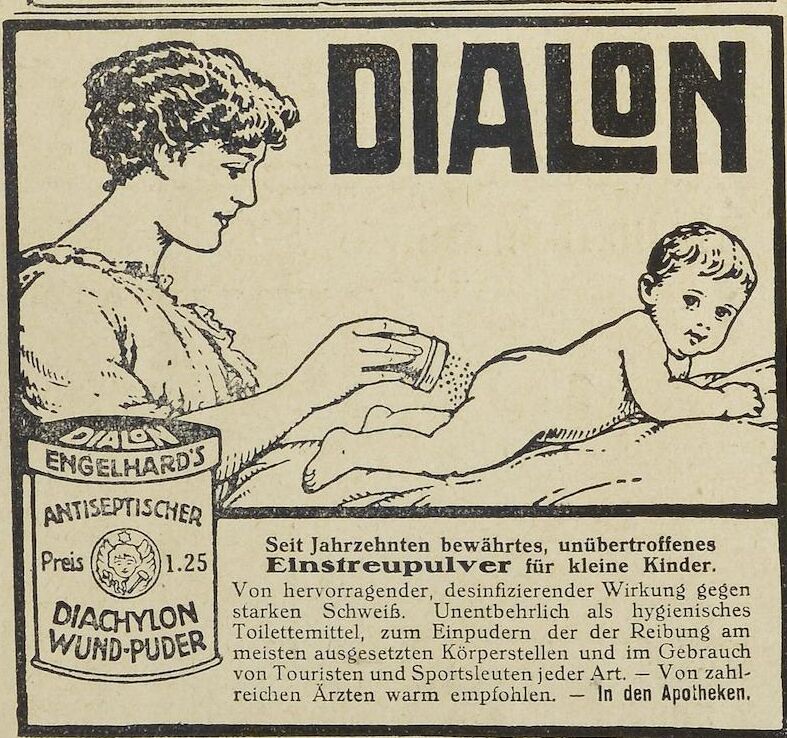 DIALON
DIALON
ENGELHARD'S
ANTISEPTISCHER
Preis 1.25
DIACHYLON
WUND-PUDER
Seit Jahrzehnten bewährtes, unübertroffenes
Einstreupulver für kleine Kinder.
Von hervorragender, desinfizierender Wirkung gegen
starken Schweiß. Unentbehrlich als hygienisches
Toilettemittel, zum Einpudern der der Reibung am
meisten ausgesetzten Körperstellen und im Gebrauch
von Touristen und Sportsleuten jeder Art. — Von zahl-
reichen Ärzten warm empfohlen. — In den Apotheken.